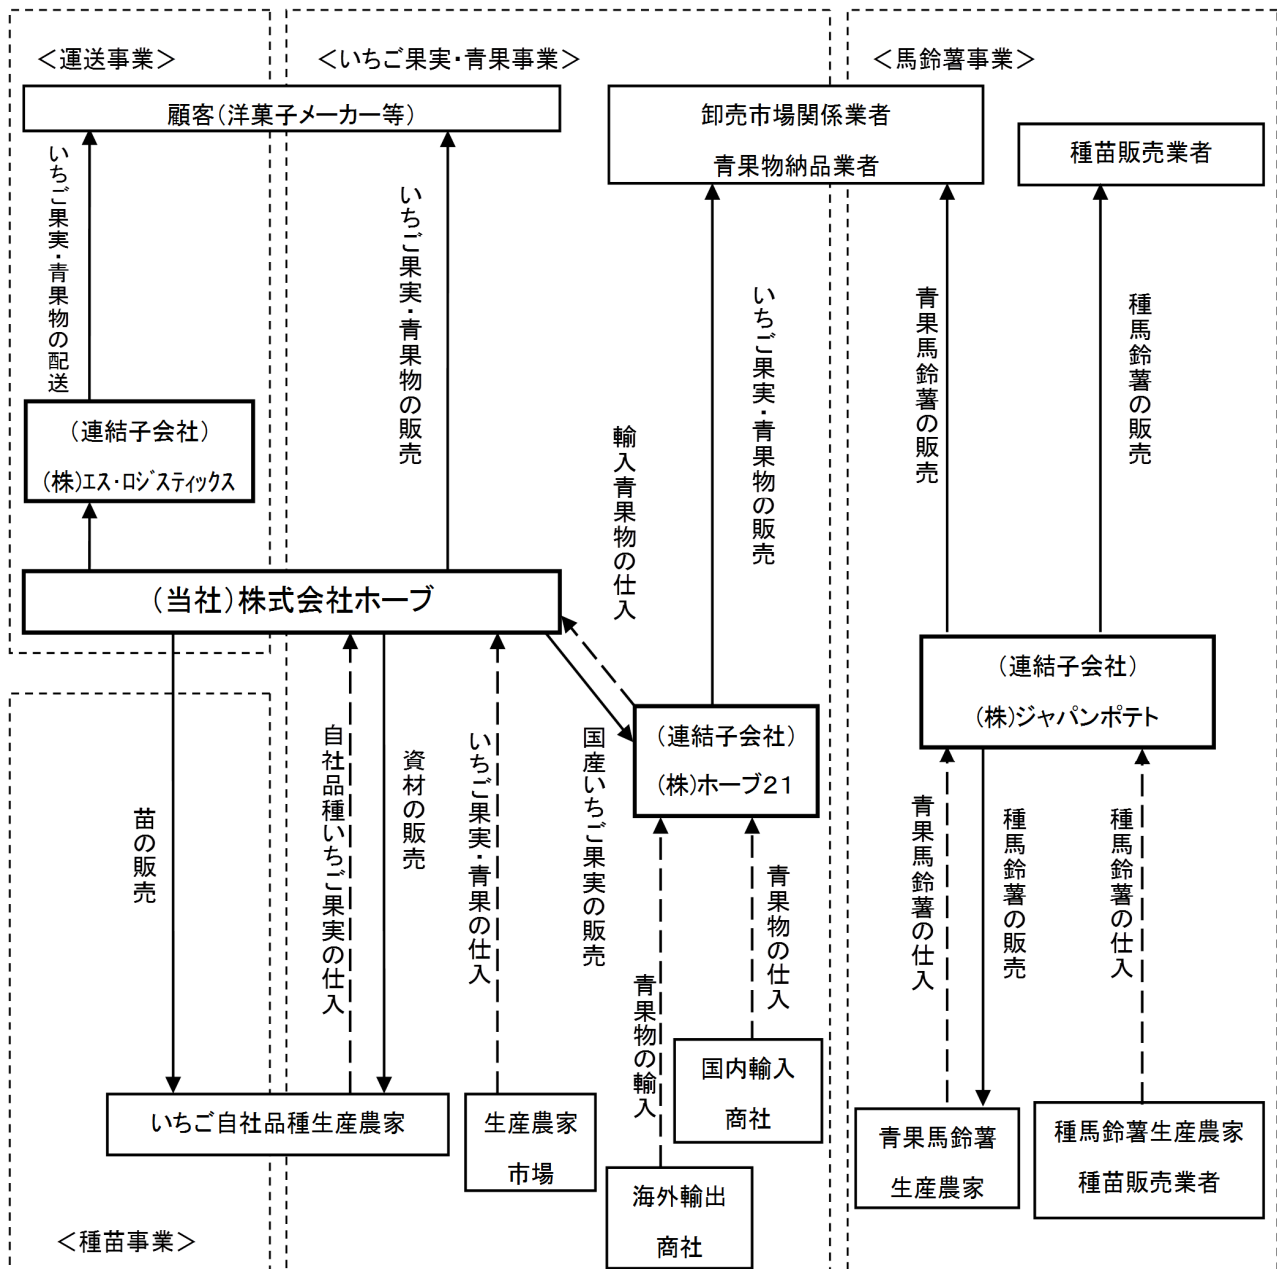 ＜運送事業＞
＜いちご果実・青果事業＞
＜馬鈴薯事業＞
顧客(洋菓子メーカー等)
卸売市場関係業者
青果物納品業者
種苗販売業者
いちご果実・青果物の配送
いちご果実・青果物の販売
いちご果実・青果物の販売
青果馬鈴薯の販売
種馬鈴薯の販売
(連結子会社)
(株)ｴｽ・ﾛｼﾞｽﾃｨｯｸｽ
輸入青果物の仕入
(当社)株式会社ホーブ
(連結子会社)
(株)ホーブ21
(連結子会社)
(株)ジャパンポテト
苗の販売
自社品種いちご果実の仕入
資材の販売
いちご果実・青果の仕入
国産いちご果実の販売
青果物の輸入
青果物の仕入
青果馬鈴薯の仕入
種馬鈴薯の販売
種馬鈴薯の仕入
いちご自社品種生産農家
生産農家
市場
国内輸入
商社
海外輸出
商社
青果馬鈴薯
生産農家
種馬鈴薯生産農家
種苗販売業者
＜種苗事業＞